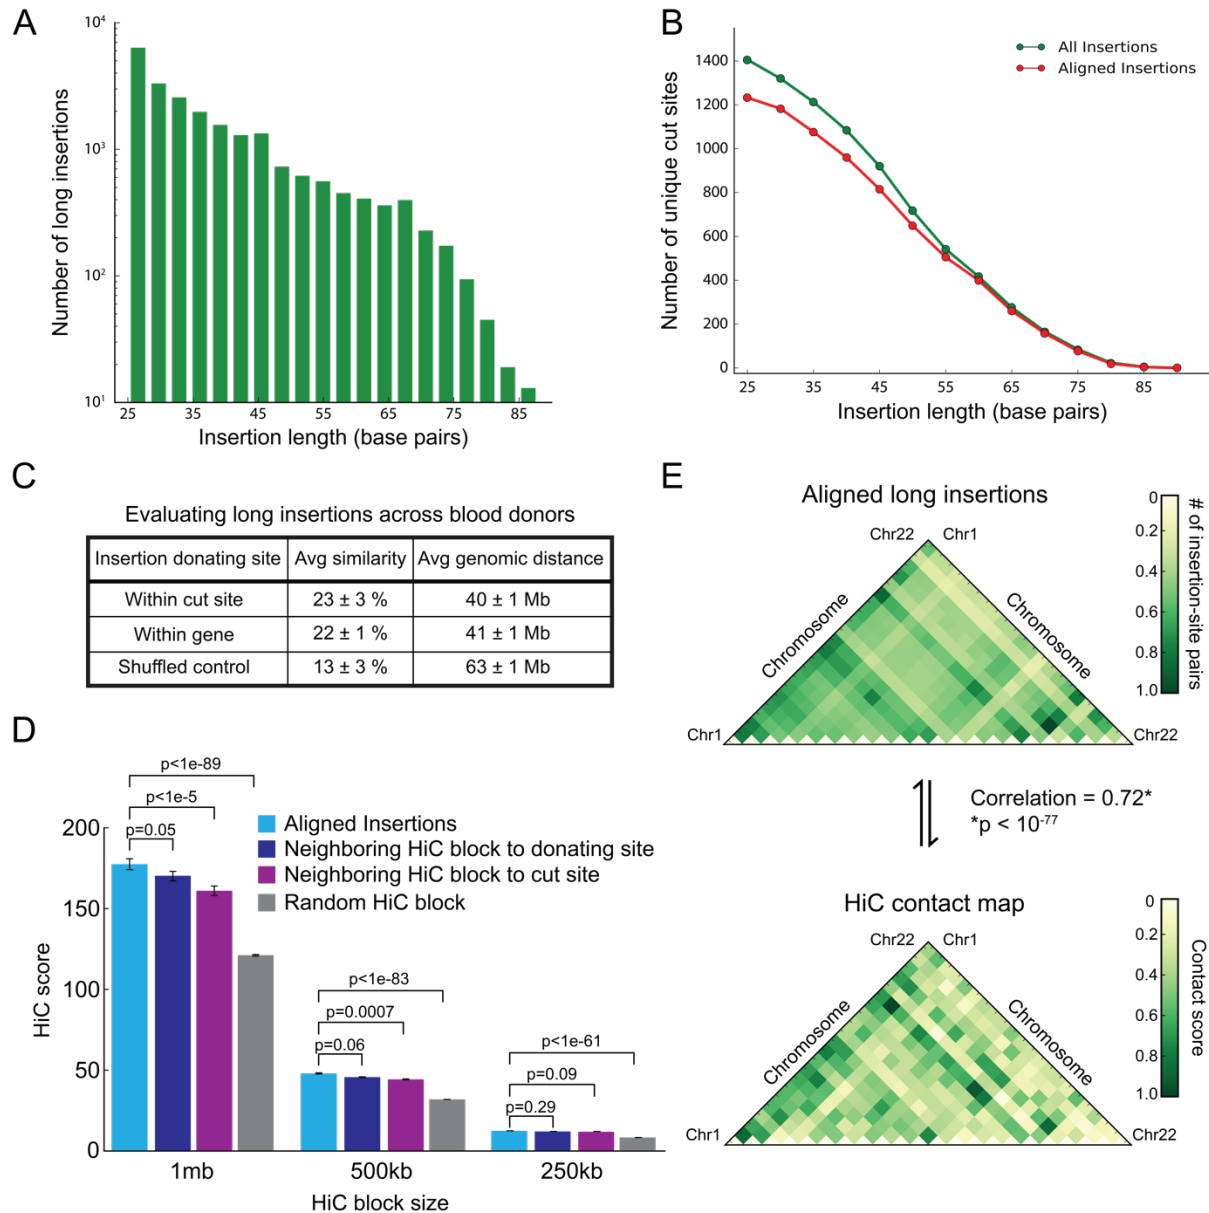 A
Number of long insertions
10⁴
10³
10²
10¹
25 35 45 55 65 75 85
Insertion length (base pairs)
B
Number of unique cut sites
1400
1200
1000
800
600
400
200
0
25 35 45 55 65 75 85
Insertion length (base pairs)
All Insertions
Aligned Insertions
C
Evaluating long insertions across blood donors
Insertion donating site Avg similarity Avg genomic distance
Within cut site 23 ± 3 % 40 ± 1 Mb
Within gene 22 ± 1 % 41 ± 1 Mb
Shuffled control 13 ± 3 % 63 ± 1 Mb
D
HiC score
200
150
100
50
0
p<1e-89
p<1e-5
p=0.05
p<1e-83
p=0.0007
p=0.06
p<1e-61
p=0.09
p=0.29
Aligned Insertions
Neighboring HiC block to donating site
Neighboring HiC block to cut site
Random HiC block
1mb 500kb 250kb
HiC block size
E
Aligned long insertions
Chr22 Chr1
Chromosome
Chromosome
Chr1
Chr22
0
0.2
0.4
0.6
0.8
1.0
# of insertion-site pairs
Correlation = 0.72*
*p < 10⁻⁷⁷
HiC contact map
Chr22 Chr1
Chromosome
Chromosome
Chr1
Chr22
0
0.2
0.4
0.6
0.8
1.0
Contact score